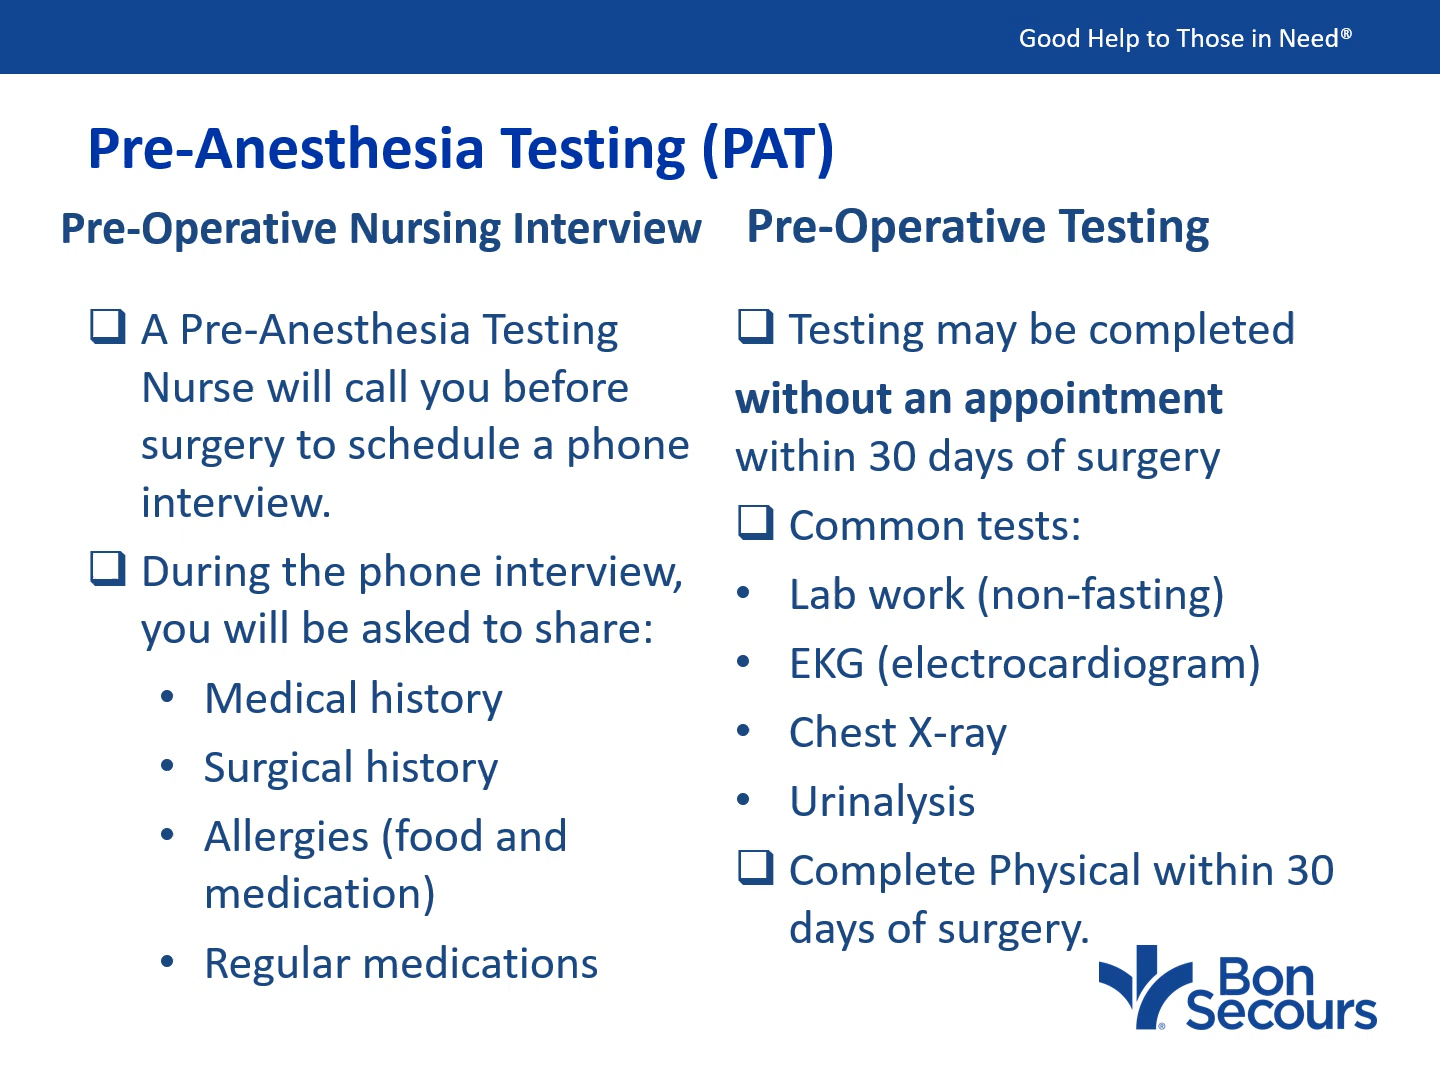 Good Help to Those in Need®
Pre-Anesthesia Testing (PAT)
Pre-Operative Nursing Interview
❑ A Pre-Anesthesia Testing
Nurse will call you before
surgery to schedule a phone
interview.
❑ During the phone interview,
you will be asked to share:
• Medical history
• Surgical history
• Allergies (food and
medication)
• Regular medications
Pre-Operative Testing
❑ Testing may be completed
without an appointment
within 30 days of surgery
❑ Common tests:
• Lab work (non-fasting)
• EKG (electrocardiogram)
• Chest X-ray
• Urinalysis
❑ Complete Physical within 30
days of surgery.
Bon
Secours
®